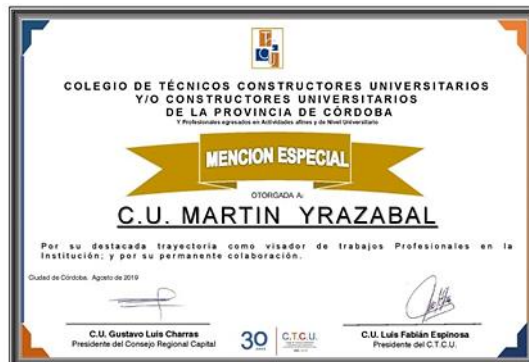 COLEGIO DE TÉCNICOS CONSTRUCTORES UNIVERSITARIOS
Y/O CONSTRUCTORES UNIVERSITARIOS
DE LA PROVINCIA DE CÓRDOBA
Y Profesionales egresados en Actividades afines y de Nivel Universitario
MENCION ESPECIAL
OTORGADA A:
C.U. MARTIN YRAZABAL
Por su destacada trayectoria como visador de trabajos Profesionales en la
Institución; y por su permanente colaboración.
Ciudad de Córdoba, Agosto de 2019
C.U. Gustavo Luis Charras
Presidente del Consejo Regional Capital
30
C.T.C.U.
C.U. Luis Fabián Espinosa
Presidente del C.T.C.U.